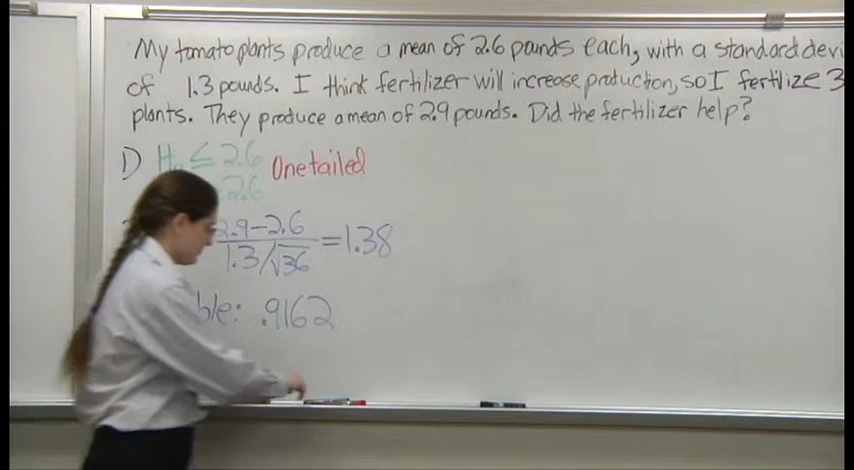 My tomato plants produce a mean of 2.6 pounds each, with a standard devi
of 1.3 pounds. I think fertilizer will increase production, so I fertilize 3
plants. They produce a mean of 2.9 pounds. Did the fertilizer help?
1) H ≤ 2.6 One tailed
2.6
2.9-2.6
1.3/√36 = 1.38
ble: .9162